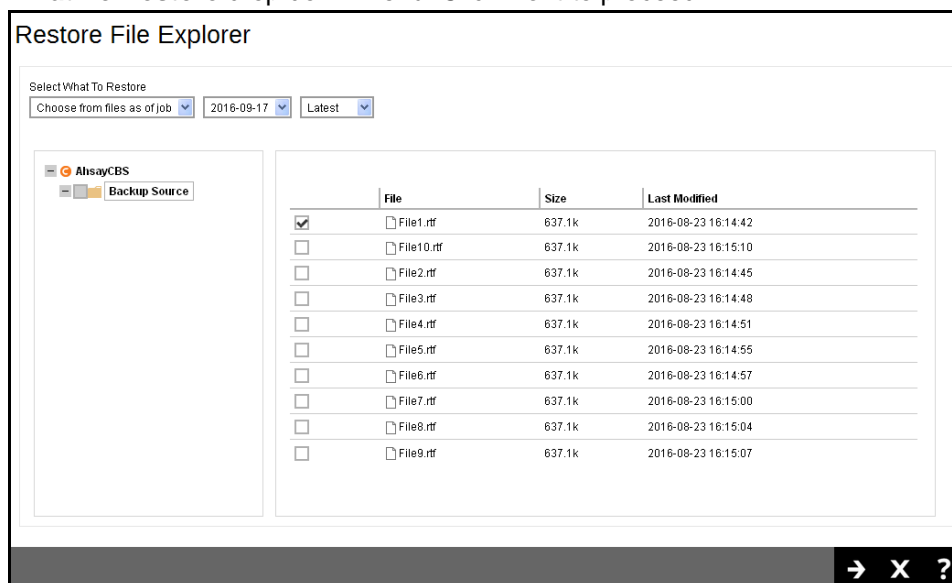 Restore File Explorer
Select What To Restore
Choose from files as of job 2016-09-17 Latest
AhsayCBS
Backup Source
File Size Last Modified
File1.rtf 637.1k 2016-08-23 16:14:42
File10.rtf 637.1k 2016-08-23 16:15:10
File2.rtf 637.1k 2016-08-23 16:14:45
File3.rtf 637.1k 2016-08-23 16:14:48
File4.rtf 637.1k 2016-08-23 16:14:51
File5.rtf 637.1k 2016-08-23 16:14:55
File6.rtf 637.1k 2016-08-23 16:14:57
File7.rtf 637.1k 2016-08-23 16:15:00
File8.rtf 637.1k 2016-08-23 16:15:04
File9.rtf 637.1k 2016-08-23 16:15:07
→ X ?